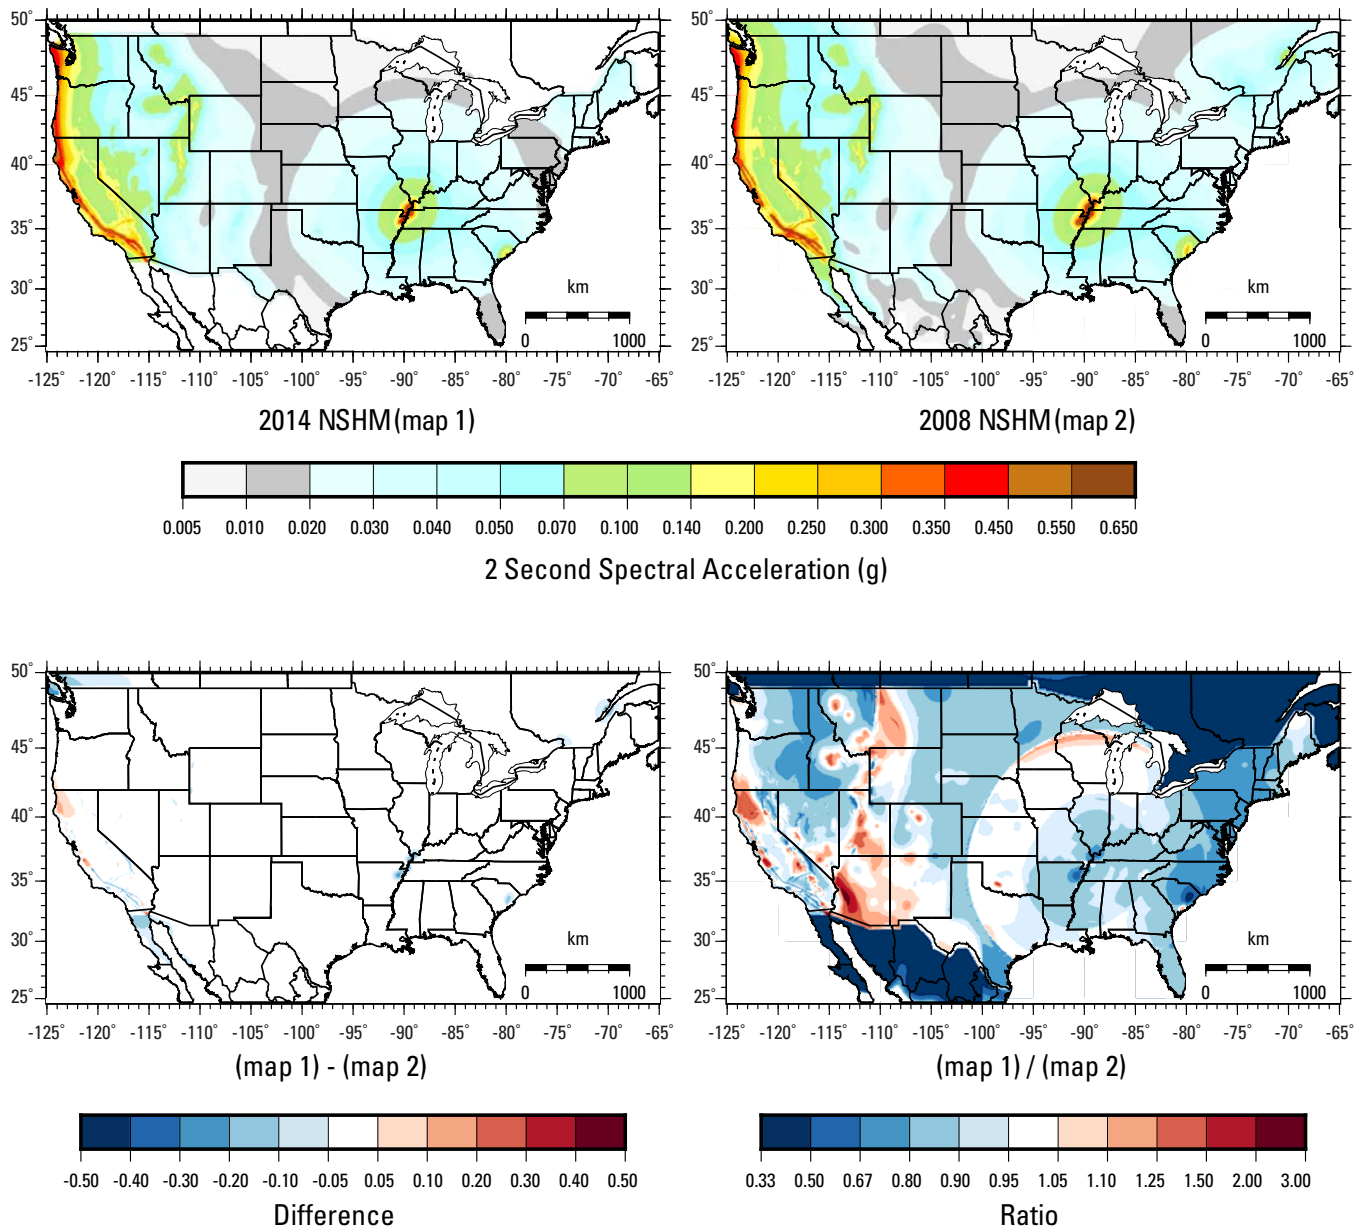 50° 50°
45° 45°
40° 40°
35° 35°
30° 30°
25° 25°
km km
0 1000 0 1000
-125 -120 -115 -110 -105 -100 -95 -90 -85 -80 -75 -70 -65 -125 -120 -115 -110 -105 -100 -95 -90 -85 -80 -75 -70 -65
2014 NSHM (map 1) 2008 NSHM (map 2)
0.005 0.010 0.020 0.030 0.040 0.050 0.070 0.100 0.140 0.200 0.250 0.300 0.350 0.450 0.550 0.650
2 Second Spectral Acceleration (g)
50° 50°
45° 45°
40° 40°
35° 35°
30° 30°
25° 25°
km km
0 1000 0 1000
-125 -120 -115 -110 -105 -100 -95 -90 -85 -80 -75 -70 -65 -125 -120 -115 -110 -105 -100 -95 -90 -85 -80 -75 -70 -65
(map 1) - (map 2) (map 1) / (map 2)
-0.50 -0.40 -0.30 -0.20 -0.10 -0.05 0.05 0.10 0.20 0.30 0.40 0.50 0.33 0.50 0.67 0.80 0.90 0.95 1.05 1.10 1.25 1.50 2.00 3.00
Difference Ratio